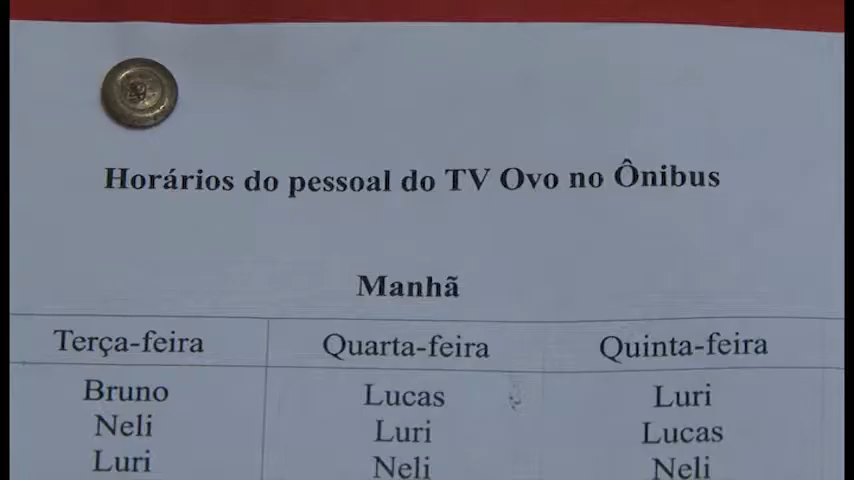 Horários do pessoal do TV Ovo no Ônibus
Manhã
Terça-feira Quarta-feira Quinta-feira
Bruno Lucas Luri
Neli Luri Lucas
Luri Neli Neli